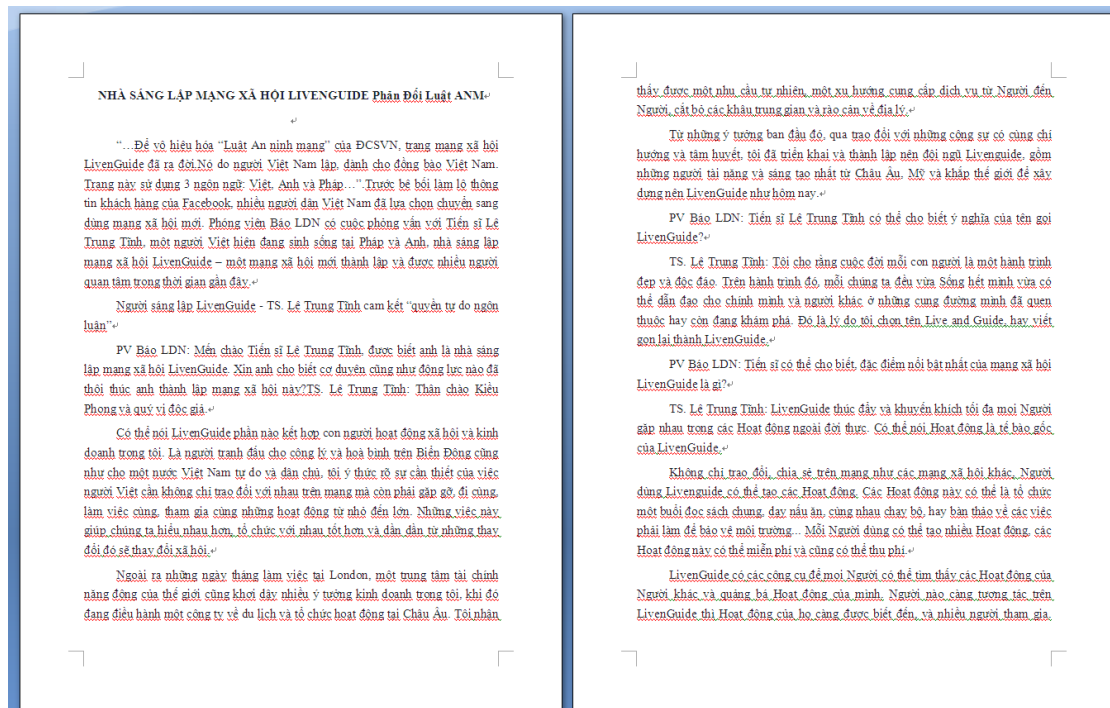 NHÀ SÁNG LẬP MẠNG XÃ HỘI LIVENGUIDE Phản Đối Luật ANM
“…Để vô hiệu hóa “Luật An ninh mạng” của ĐCSVN, trang mạng xã hội
LivenGuide đã ra đời.Nó do người Việt Nam lập, dành cho đồng bào Việt Nam.
Trang này sử dụng 3 ngôn ngữ: Việt, Anh và Pháp…”.Trước bê bối làm lộ thông
tin khách hàng của Facebook, nhiều người dân Việt Nam đã lựa chọn chuyển sang
dùng mạng xã hội mới. Phóng viên Báo LDN có cuộc phỏng vấn với Tiến sĩ Lê
Trung Tĩnh, một người Việt hiện đang sinh sống tại Pháp và Anh, nhà sáng lập
mạng xã hội LivenGuide – một mạng xã hội mới thành lập và được nhiều người
quan tâm trong thời gian gần đây.
Người sáng lập LivenGuide - TS. Lê Trung Tĩnh cam kết “quyền tự do ngôn
luận”
PV Báo LDN: Mến chào Tiến sĩ Lê Trung Tĩnh, được biết anh là nhà sáng
lập mạng xã hội LivenGuide. Xin anh cho biết cơ duyên cũng như động lực nào đã
thôi thúc anh thành lập mạng xã hội này?TS. Lê Trung Tĩnh: Thân chào Kiều
Phong và quý vị độc giả.
Có thể nói LivenGuide phần nào kết hợp con người hoạt động xã hội và kinh
doanh trong tôi. Là người tranh đấu cho công lý và hoà bình trên Biển Đông cũng
như cho một nước Việt Nam tự do và dân chủ, tôi ý thức rõ sự cần thiết của việc
người Việt cần không chỉ trao đổi với nhau trên mạng mà còn phải gặp gỡ, đi cùng,
làm việc cùng, tham gia cùng những hoạt động từ nhỏ đến lớn. Những việc này
giúp chúng ta hiểu nhau hơn, tổ chức với nhau tốt hơn và dần dần từ những thay
đổi đó sẽ thay đổi xã hội.
Ngoài ra những ngày tháng làm việc tại London, một trung tâm tài chính
năng động của thế giới cũng khơi dậy nhiều ý tưởng kinh doanh trong tôi, khi đó
đang điều hành một công ty về du lịch và tổ chức hoạt động tại Châu Âu. Tôi nhận
thấy được một nhu cầu tự nhiên, một xu hướng cung cấp dịch vụ từ Người đến
Người, cắt bỏ các khâu trung gian và rào cản về địa lý.
Từ những ý tưởng ban đầu đó, qua trao đổi với những cộng sự có cùng chí
hướng và tâm huyết, tôi đã triển khai và thành lập nên đội ngũ Livenguide, gồm
những người tài năng và sáng tạo nhất từ Châu Âu, Mỹ và khắp thế giới để xây
dựng nên LivenGuide như hôm nay.
PV Báo LDN: Tiến sĩ Lê Trung Tĩnh có thể cho biết ý nghĩa của tên gọi
LivenGuide?
TS. Lê Trung Tĩnh: Tôi cho rằng cuộc đời mỗi con người là một hành trình
đẹp và độc đáo. Trên hành trình đó, mỗi chúng ta đều vừa Sống hết mình vừa có
thể dẫn đạo cho chính mình và người khác ở những cung đường mình đã quen
thuộc hay còn đang khám phá. Đó là lý do tôi chọn tên Live and Guide, hay viết
gọn lại thành LivenGuide.
PV Báo LDN: Tiến sĩ có thể cho biết, đặc điểm nổi bật nhất của mạng xã hội
LivenGuide là gì?
TS. Lê Trung Tĩnh: LivenGuide thúc đẩy và khuyến khích tối đa mọi Người
gặp nhau trong các Hoạt động ngoài đời thực. Có thể nói Hoạt động là tế bào gốc
của LivenGuide.
Không chỉ trao đổi, chia sẻ trên mạng như các mạng xã hội khác, Người
dùng Livenguide có thể tạo các Hoạt động. Các Hoạt động này có thể là tổ chức
một buổi đọc sách chung, dạy nấu ăn, cùng nhau chạy bộ, hay bàn thảo về các việc
phải làm để bảo vệ môi trường... Mỗi Người dùng có thể tạo nhiều Hoạt động, các
Hoạt động này có thể miễn phí và cũng có thể thu phí.
LivenGuide có các công cụ để mọi Người có thể tìm thấy các Hoạt động của
Người khác và quảng bá Hoạt động của mình. Người nào càng tương tác trên
LivenGuide thì Hoạt động của họ càng được biết đến, và nhiều người tham gia.